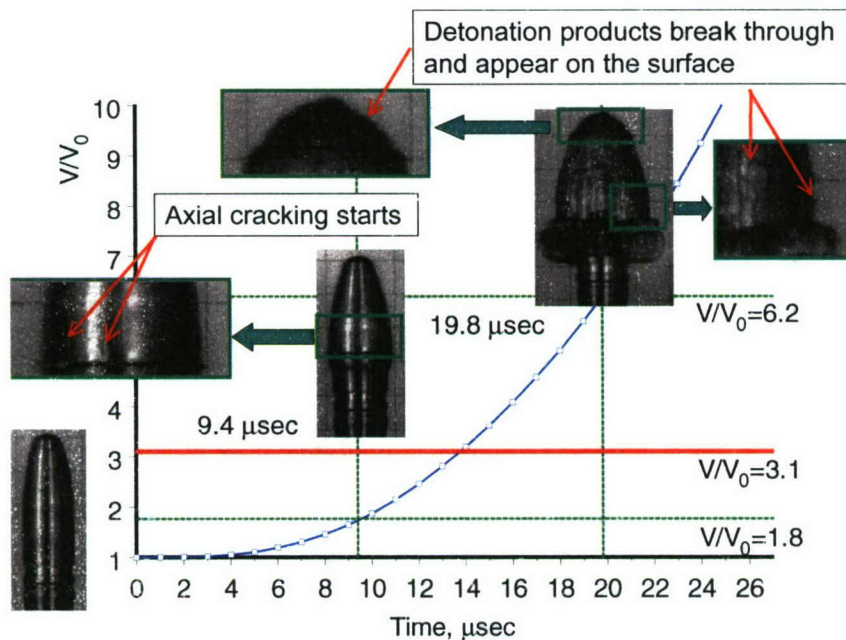 Detonation products break through
and appear on the surface
Axial cracking starts
V/V0
10
9
8
7
4
3
2
1
19.8 μsec
9.4 μsec
V/V0=6.2
V/V0=3.1
V/V0=1.8
0 2 4 6 8 10 12 14 16 18 20 22 24 26
Time, μsec